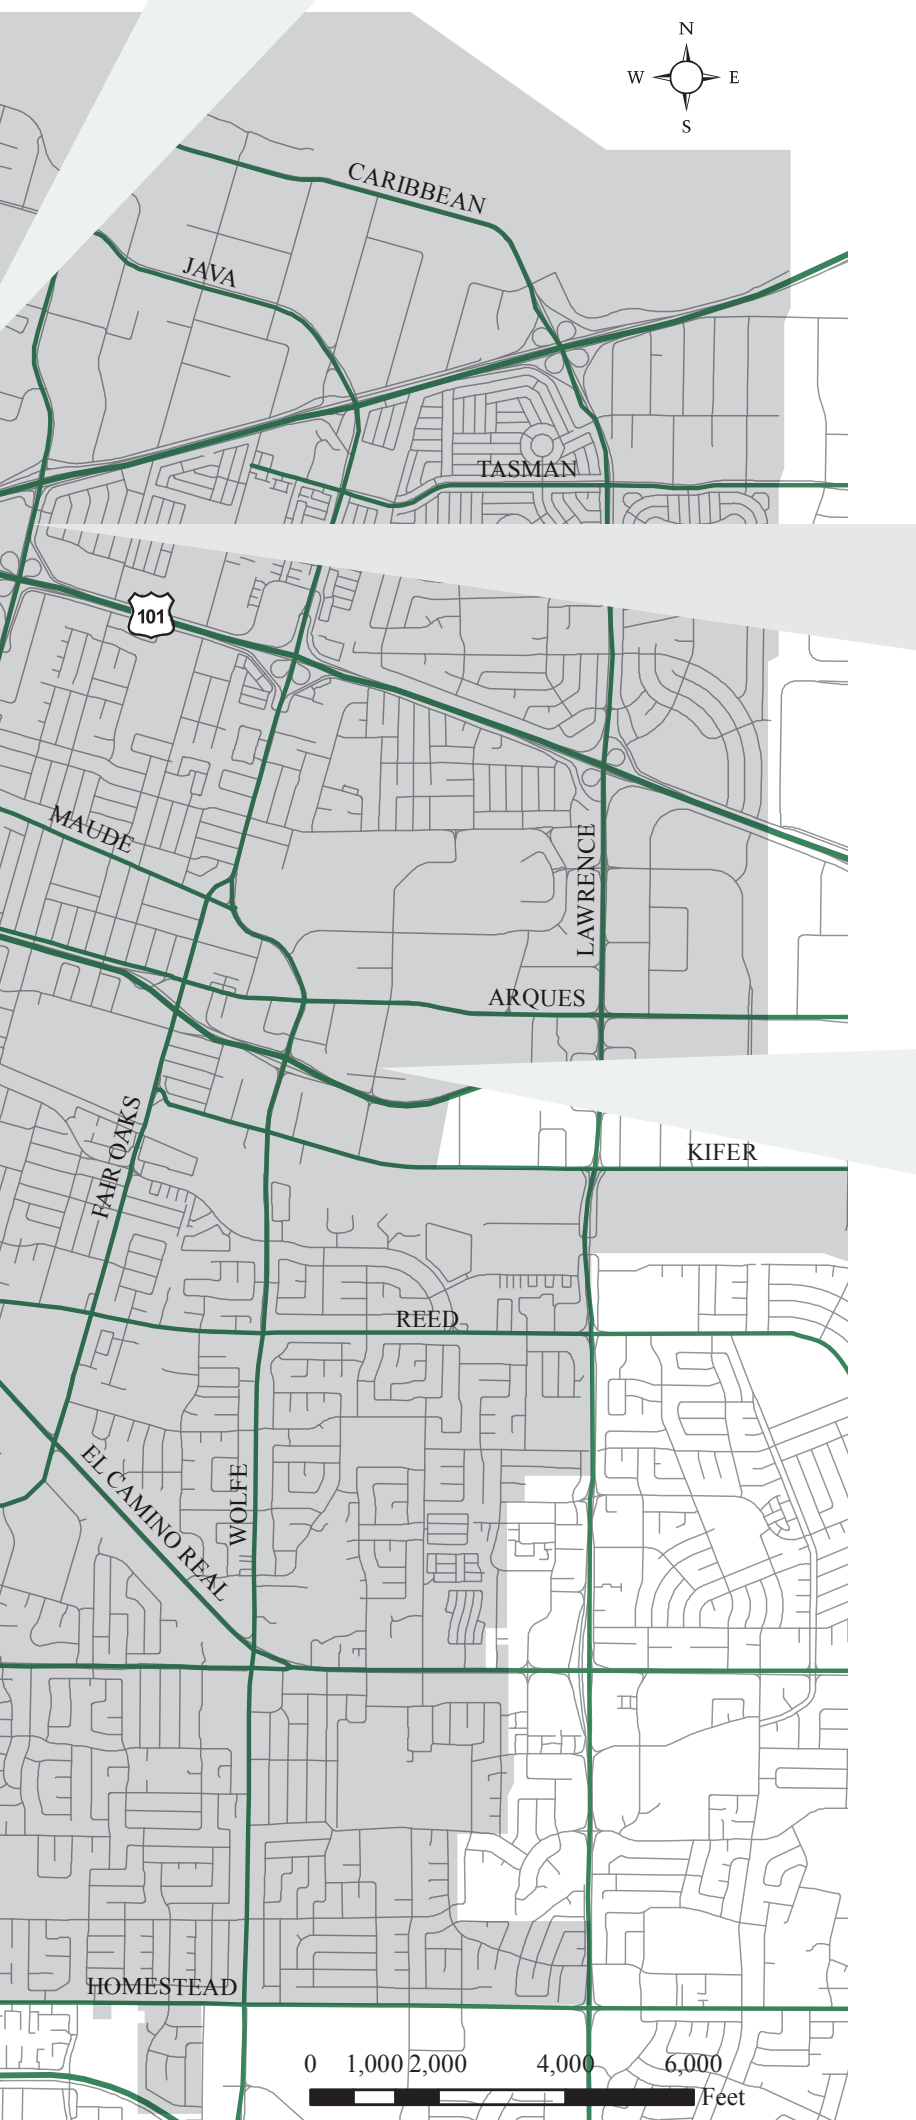 N
W E
S
CARIBBEAN
JAVA
TASMAN
101
MAUDE
LAWRENCE
ARQUES
FAIR OAKS
KIFER
REED
EL CAMINO REAL
WOLFE
HOMESTEAD
0 1,000 2,000 4,000 6,000
Feet